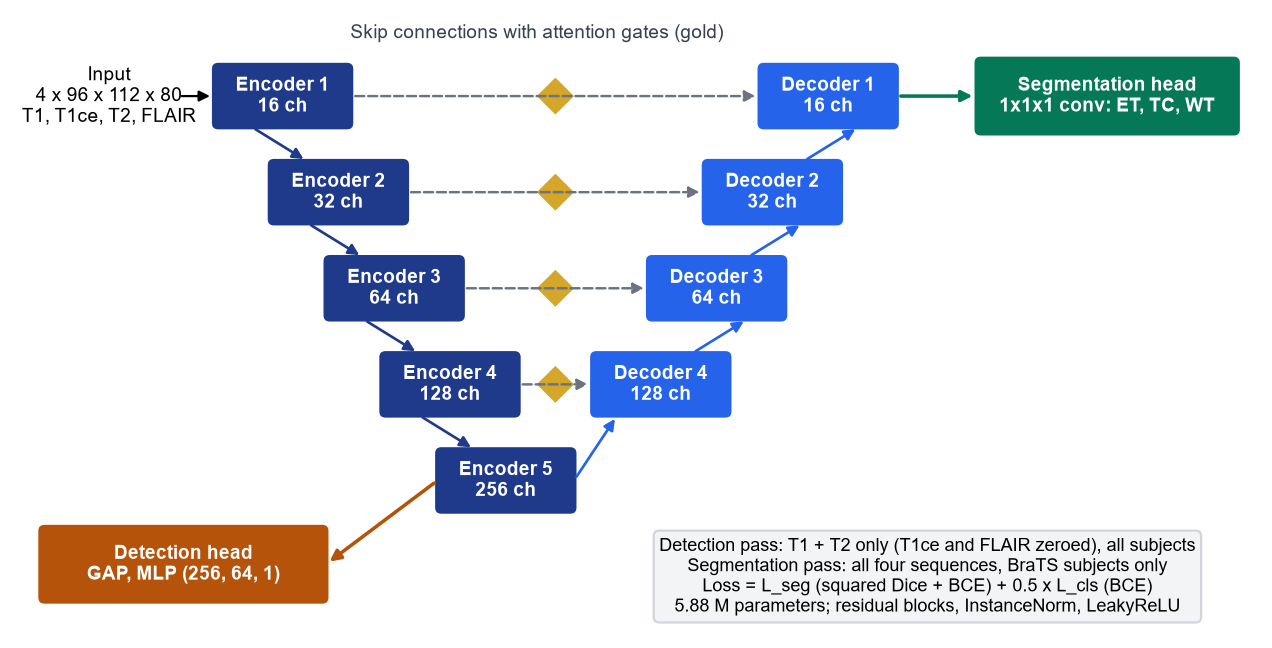 Skip connections with attention gates (gold)
Input
4 x 96 x 112 x 80
T1, T1ce, T2, FLAIR
Encoder 1
16 ch
Decoder 1
16 ch
Segmentation head
1x1x1 conv: ET, TC, WT
Encoder 2
32 ch
Decoder 2
32 ch
Encoder 3
64 ch
Decoder 3
64 ch
Encoder 4
128 ch
Decoder 4
128 ch
Encoder 5
256 ch
Detection head
GAP, MLP (256, 64, 1)
Detection pass: T1 + T2 only (T1ce and FLAIR zeroed), all subjects
Segmentation pass: all four sequences, BraTS subjects only
Loss = L_seg (squared Dice + BCE) + 0.5 x L_cls (BCE)
5.88 M parameters; residual blocks, InstanceNorm, LeakyReLU